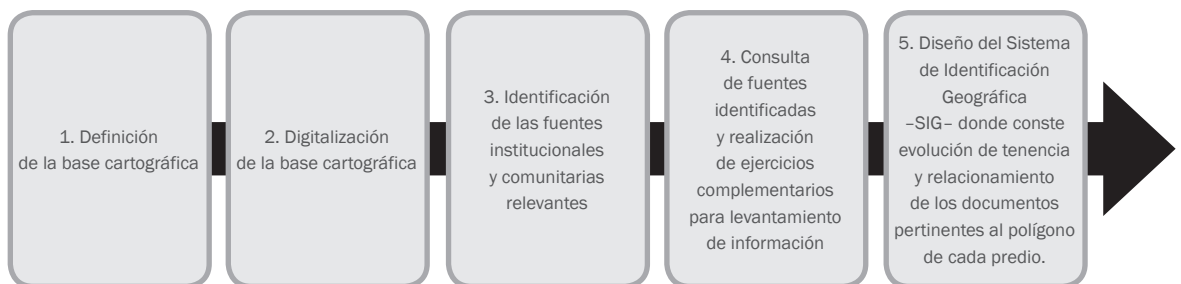 1. Definición
de la base cartográfica
2. Digitalización
de la base cartográfica
3. Identificación
de las fuentes
institucionales
y comunitarias
relevantes
4. Consulta
de fuentes
identificadas
y realización
de ejercicios
complementarios
para levantamiento
de información
5. Diseño del Sistema
de Identificación
Geográfica
–SIG– donde conste
evolución de tenencia
y relacionamiento
de los documentos
pertinentes al polígono
de cada predio.